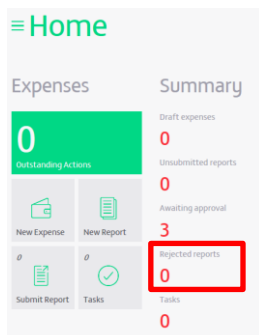 ≡ Home
Expenses
0
Outstanding Actions
New Expense
New Report
0
Submit Report
0
Tasks
Summary
Draft expenses
0
Unsubmitted reports
0
Awaiting approval
3
Rejected reports
0
Tasks
0